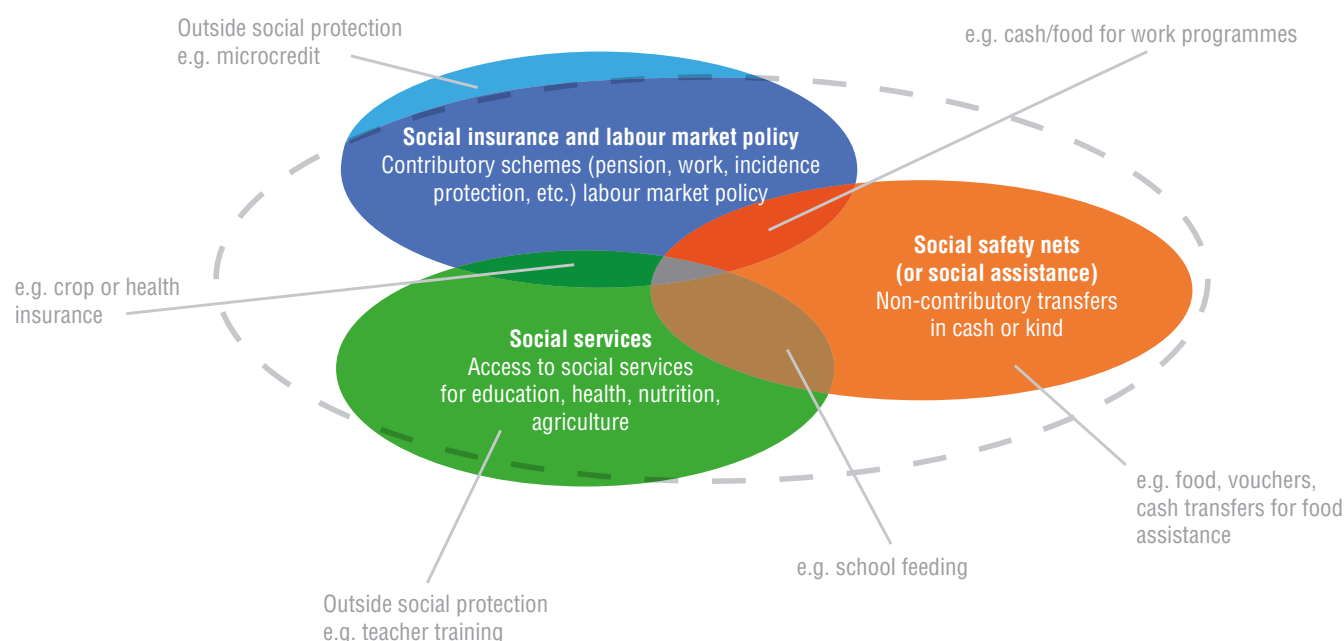 Outside social protection
e.g. microcredit
e.g. cash/food for work programmes
Social insurance and labour market policy
Contributory schemes (pension, work, incidence
protection, etc.) labour market policy
Social safety nets
(or social assistance)
Non-contributory transfers
in cash or kind
e.g. crop or health
insurance
Social services
Access to social services
for education, health, nutrition,
agriculture
e.g. food, vouchers,
cash transfers for food
assistance
e.g. school feeding
Outside social protection
e.g. teacher training